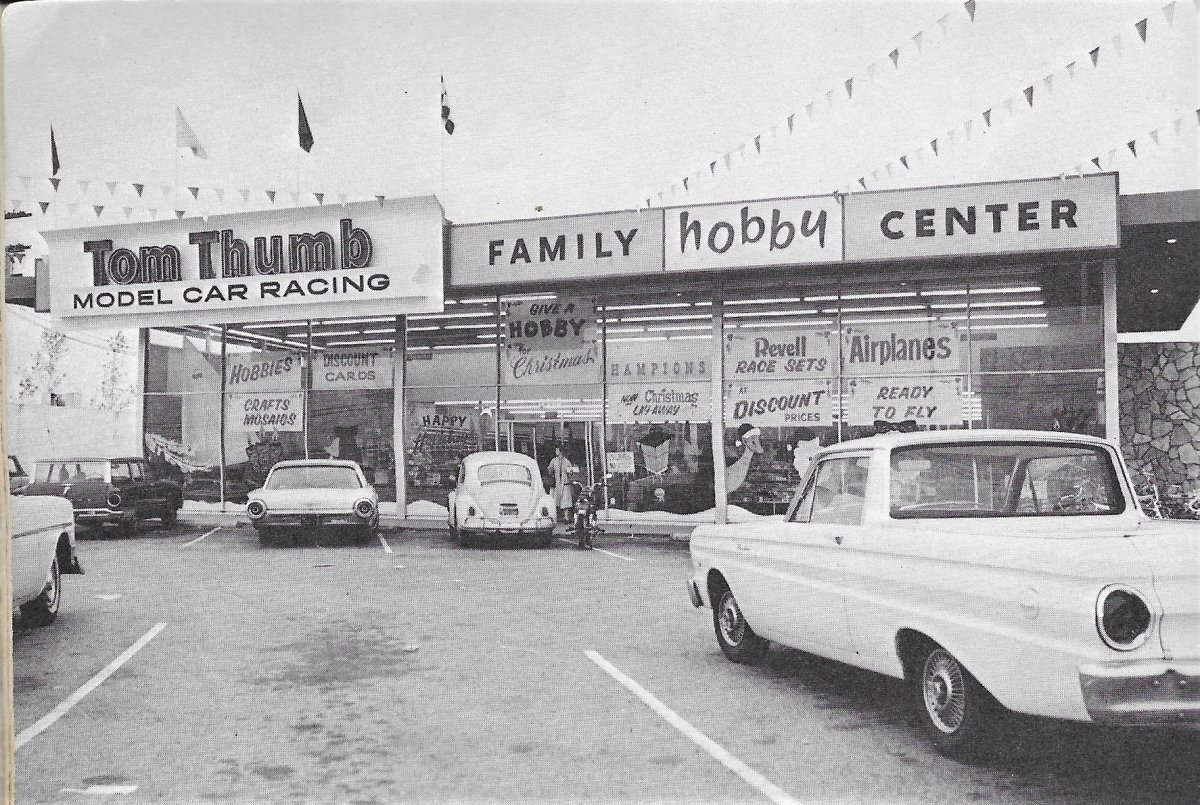 Tom Thumb
MODEL CAR RACING
FAMILY hobby CENTER
HOBBIES
CRAFTS
MOSAICS
DISCOUNT
CARDS
HAPPY
GIVE A
HOBBY
for
Christmas
HAMPIONS
NOW Christmas
LAY-AWAY
Revell
RACE SETS
AT
DISCOUNT
PRICES
Airplanes
READY
TO FLY